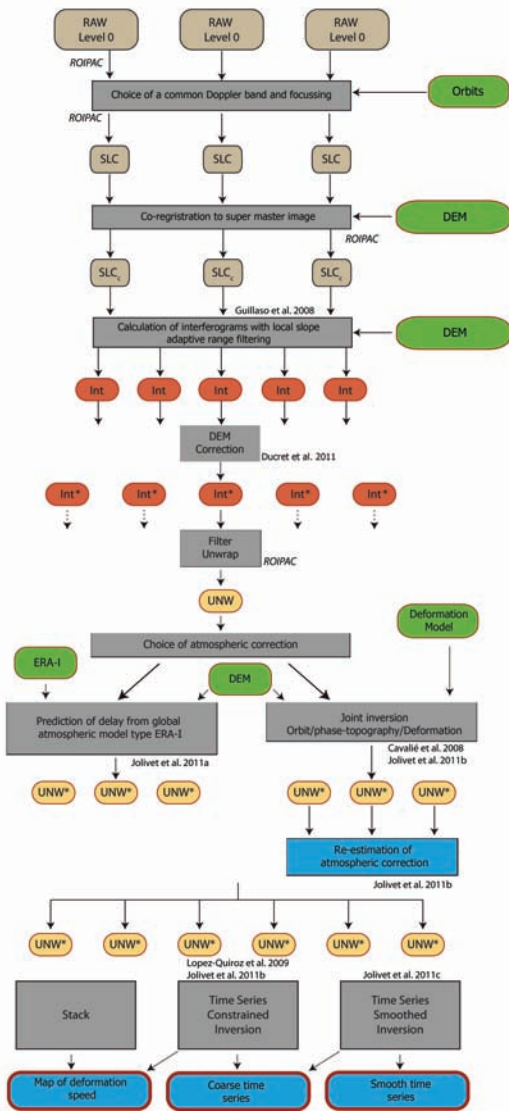 RAW
Level 0
RAW
Level 0
RAW
Level 0
ROIPAC
Choice of a common Doppler band and focussing
Orbits
ROIPAC
SLC
SLC
SLC
Co-regristration to super master image
DEM
ROIPAC
SLCc
SLCc
SLCc
Guillaso et al. 2008
Calculation of interferograms with local slope
adaptive range filtering
DEM
Int
Int
Int
Int
Int
DEM
Correction
Ducret et al. 2011
Int*
Int*
Int*
Int*
Int*
Filter
Unwrap
ROIPAC
UNW
Choice of atmospheric correction
Deformation
Model
ERA-I
DEM
Prediction of delay from global
atmospheric model type ERA-I
Joint inversion
Orbit/phase-topography/Deformation
Jolivet et al. 2011a
Cavalié et al. 2008
Jolivet et al. 2011b
UNW*
UNW*
UNW*
UNW*
UNW*
UNW*
Re-estimation of
atmospheric correction
Jolivet et al. 2011b
UNW*
UNW*
UNW*
UNW*
UNW*
UNW*
Lopez-Quiroz et al. 2009
Jolivet et al. 2011b
Jolivet et al. 2011c
Stack
Time Series
Constrained
Inversion
Time Series
Smoothed
Inversion
Map of deformation
speed
Coarse time
series
Smooth time
series